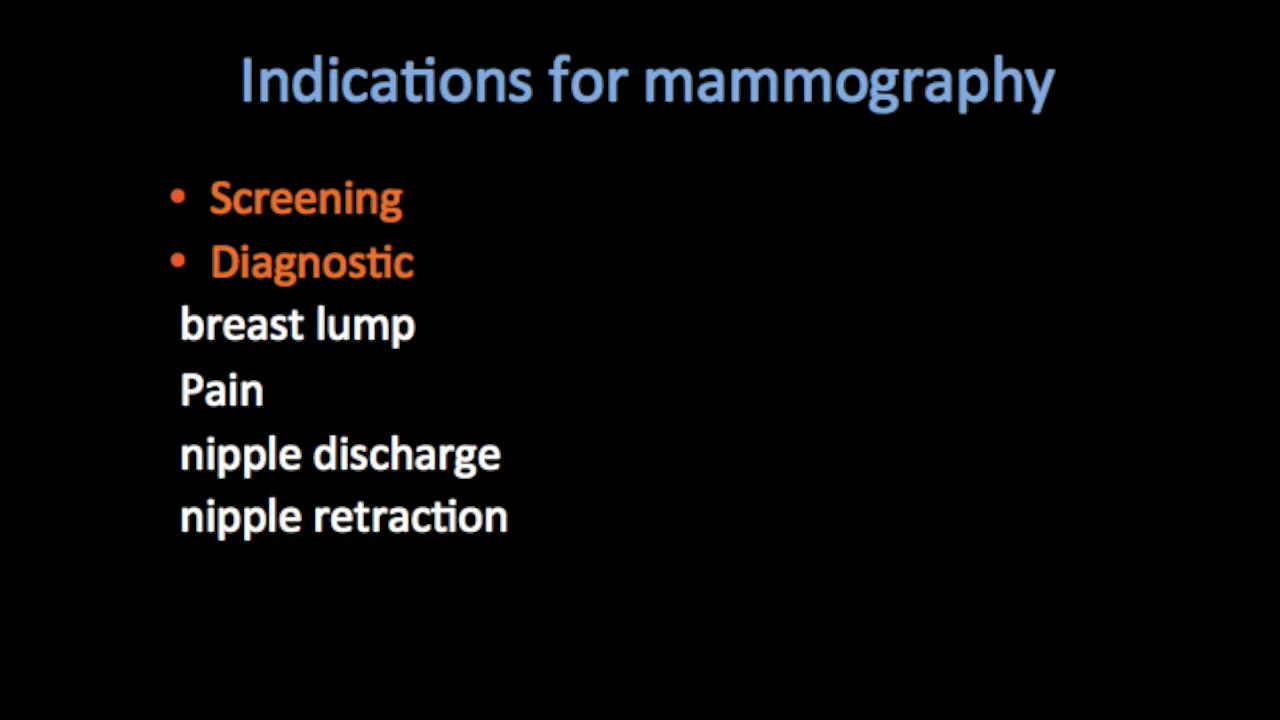 Indications for mammography
• Screening
• Diagnostic
breast lump
Pain
nipple discharge
nipple retraction